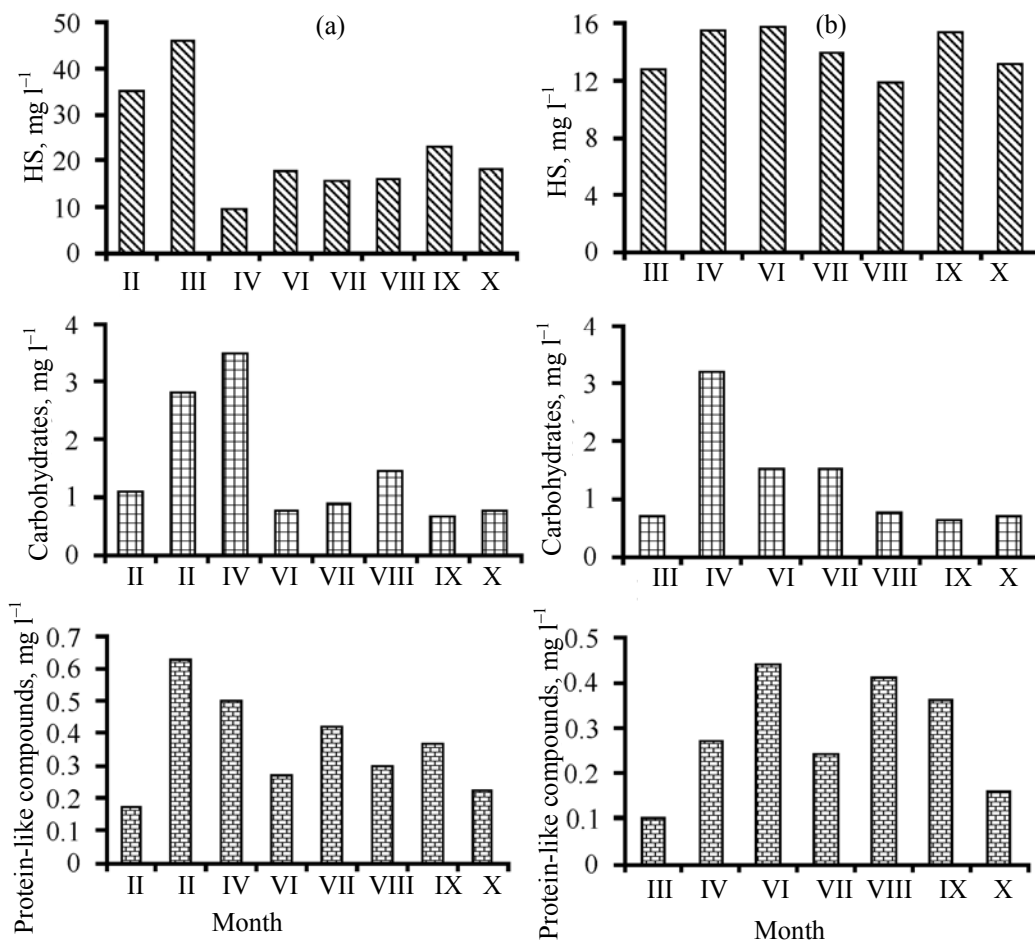 (a)
HS, mg l⁻¹
50
40
30
20
10
0
II III IV VI VII VIII IX X
(b)
HS, mg l⁻¹
16
12
8
4
0
III IV VI VII VIII IX X
Carbohydrates, mg l⁻¹
4
3
2
1
0
II II IV VI VII VIII IX X
Carbohydrates, mg l⁻¹
4
3
2
1
0
III IV VI VII VIII IX X
Protein-like compounds, mg l⁻¹
0.7
0.6
0.5
0.4
0.3
0.2
0.1
0
II II IV VI VII VIII IX X
Month
Protein-like compounds, mg l⁻¹
0.5
0.4
0.3
0.2
0.1
0
III IV VI VII VIII IX X
Month